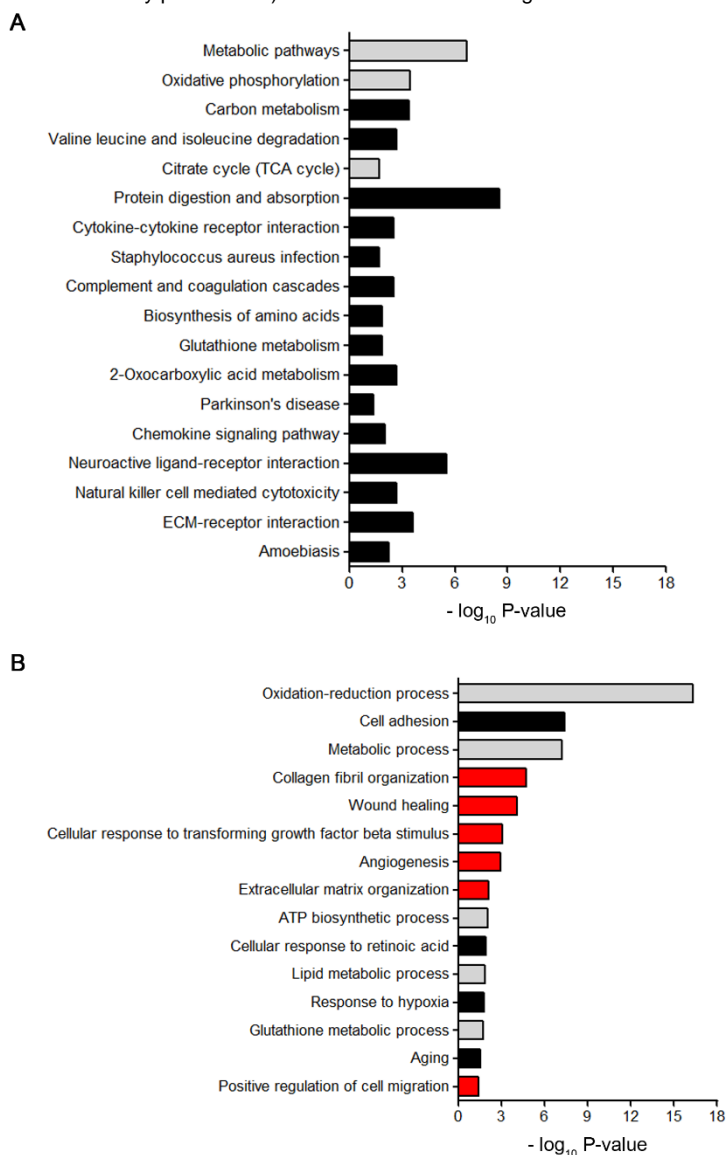 A
Metabolic pathways
Oxidative phosphorylation
Carbon metabolism
Valine leucine and isoleucine degradation
Citrate cycle (TCA cycle)
Protein digestion and absorption
Cytokine-cytokine receptor interaction
Staphylococcus aureus infection
Complement and coagulation cascades
Biosynthesis of amino acids
Glutathione metabolism
2-Oxocarboxylic acid metabolism
Parkinson's disease
Chemokine signaling pathway
Neuroactive ligand-receptor interaction
Natural killer cell mediated cytotoxicity
ECM-receptor interaction
Amoebiasis
0 3 6 9 12 15 18
- log10 P-value
B
Oxidation-reduction process
Cell adhesion
Metabolic process
Collagen fibril organization
Wound healing
Cellular response to transforming growth factor beta stimulus
Angiogenesis
Extracellular matrix organization
ATP biosynthetic process
Cellular response to retinoic acid
Lipid metabolic process
Response to hypoxia
Glutathione metabolic process
Aging
Positive regulation of cell migration
0 3 6 9 12 15 18
- log10 P-value